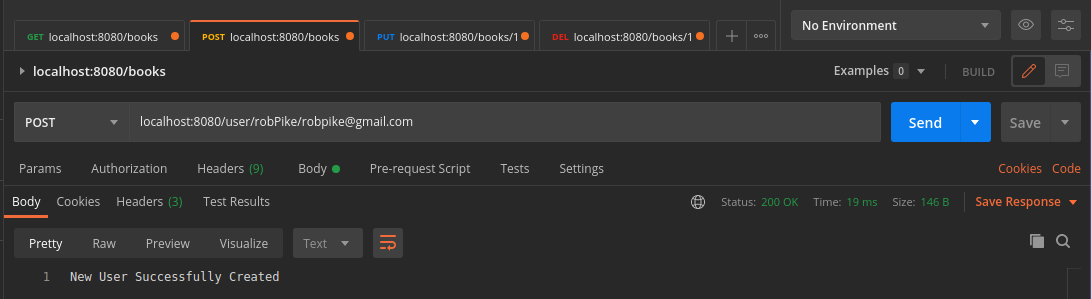 GET localhost:8080/books POST localhost:8080/books PUT localhost:8080/books/1 DEL localhost:8080/books/1 No Environment
localhost:8080/books Examples 0 BUILD
POST localhost:8080/user/robPike/robpike@gmail.com Send Save
Params Authorization Headers (9) Body Pre-request Script Tests Settings Cookies Code
Body Cookies Headers (3) Test Results Status: 200 OK Time: 19 ms Size: 146 B Save Response
Pretty Raw Preview Visualize Text
1 New User Successfully Created